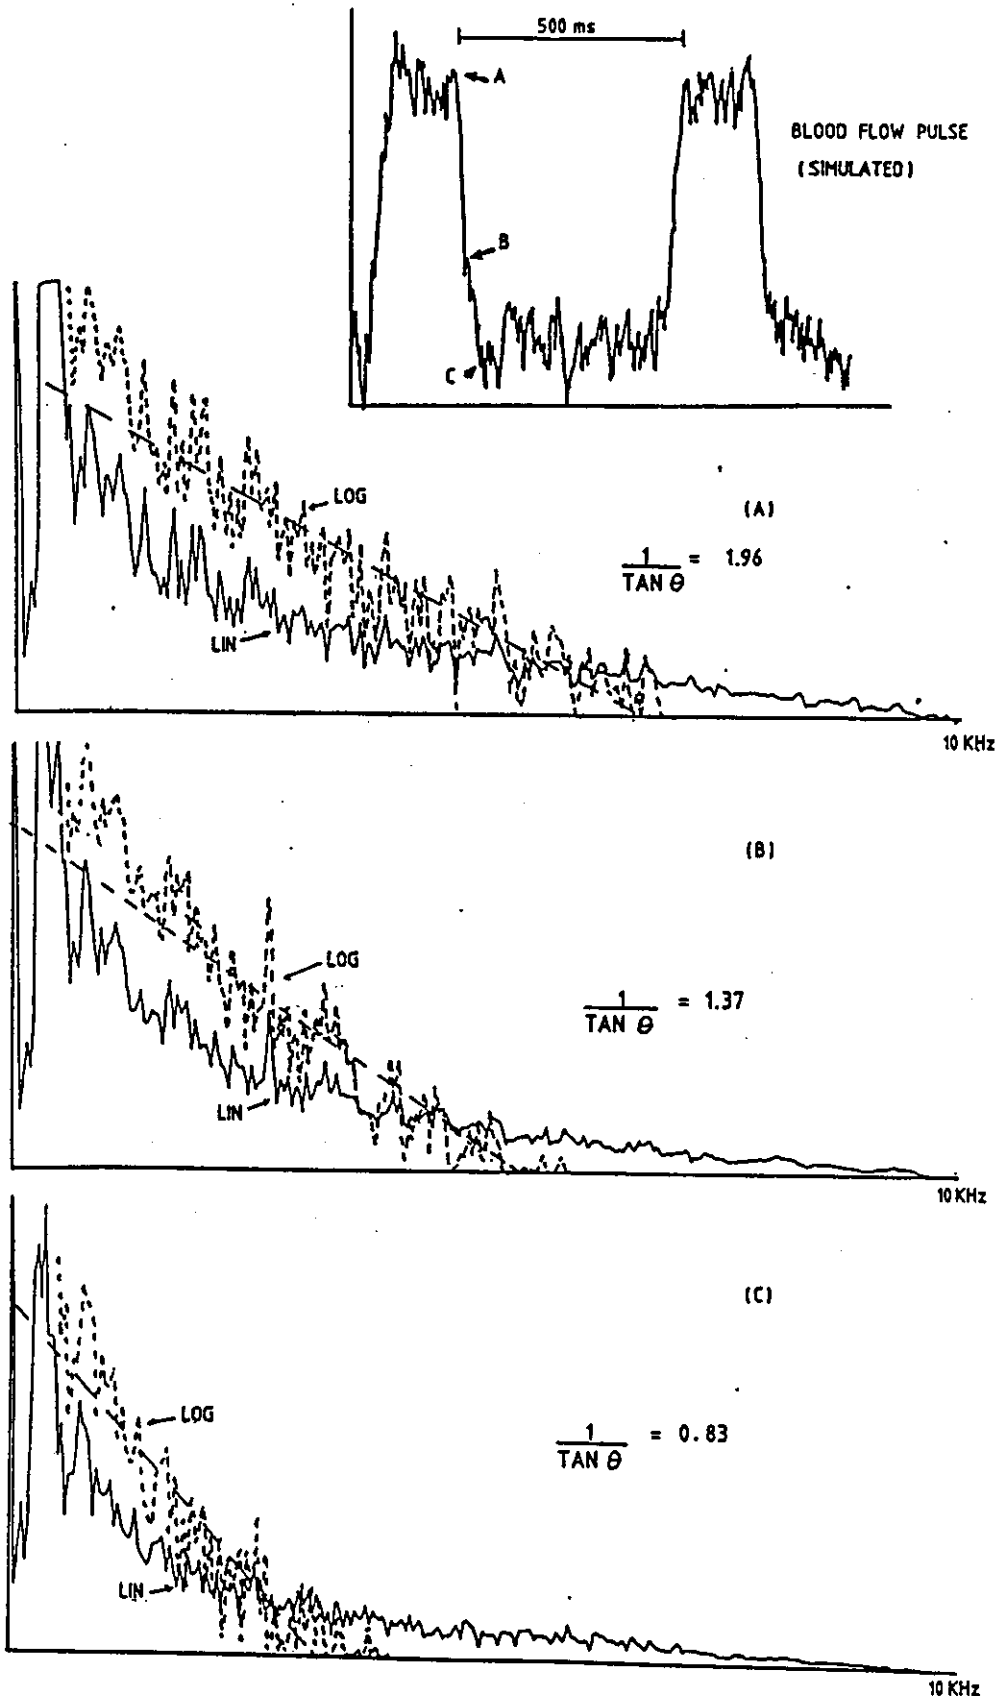 500 ms
A
BLOOD FLOW PULSE
(SIMULATED)
B
C
LOG
(A)
1
TAN θ
= 1.96
LIN
10 KHz
(B)
LOG
1
TAN θ
= 1.37
LIN
10 KHz
(C)
LOG
1
TAN θ
= 0.83
LIN
10 KHz